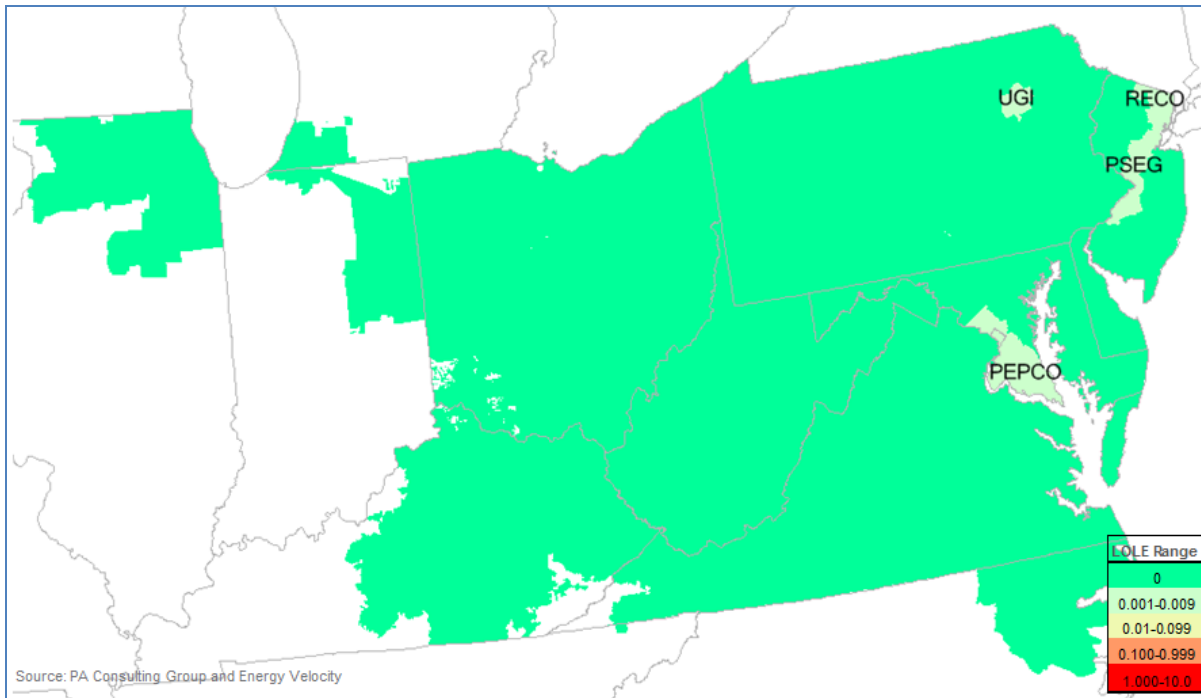 UGI
RECO
PSEG
PEPCO
LOLE Range
0
0.001-0.009
0.01-0.099
0.100-0.999
1.000-10.0
Source: PA Consulting Group and Energy Velocity